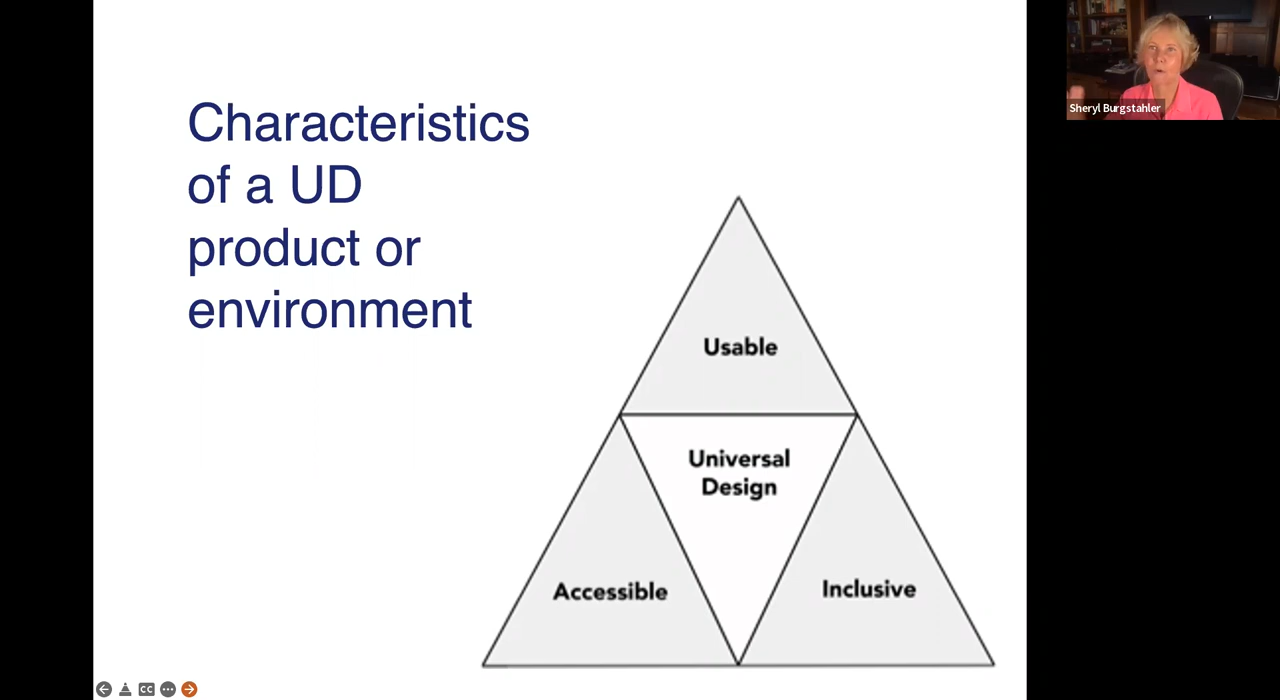 Characteristics
of a UD
product or
environment
Usable
Universal
Design
Accessible
Inclusive
Sheryl Burgstahler
CC